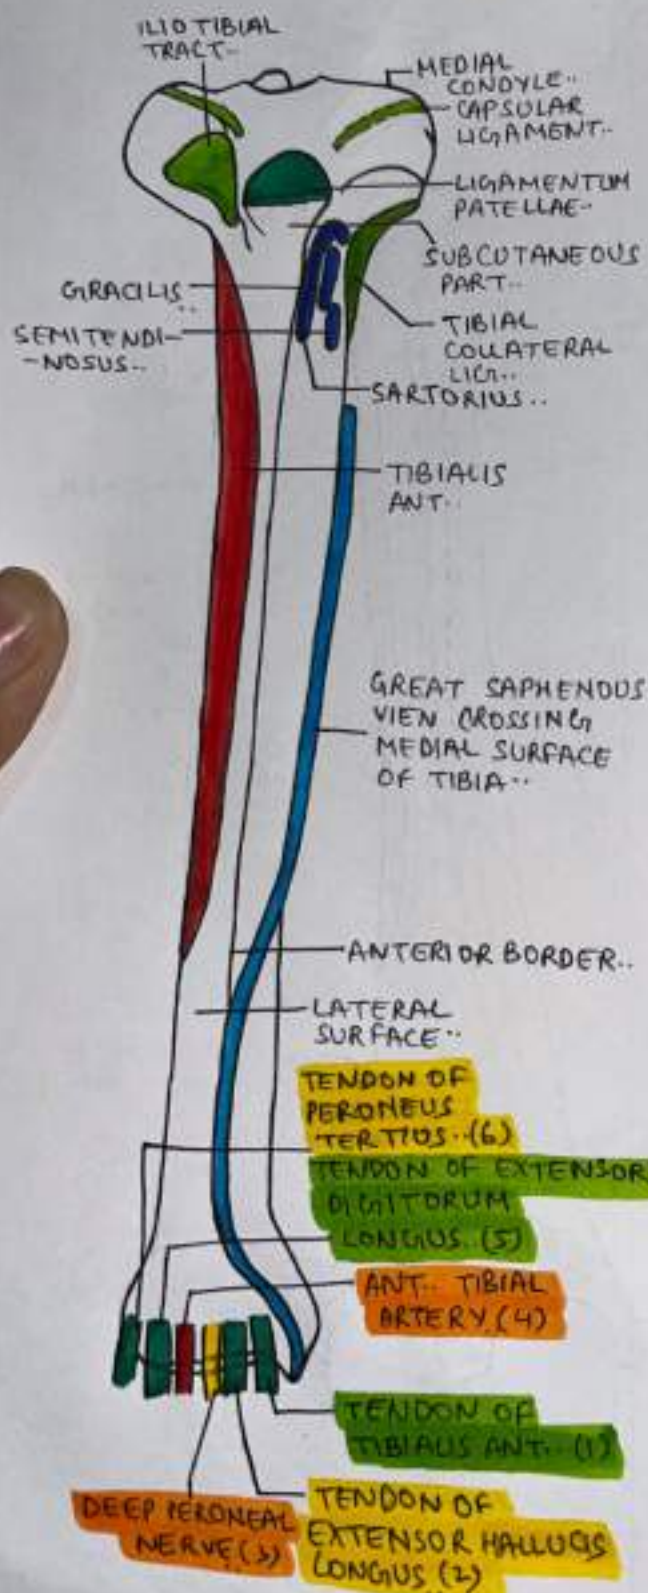 ILIOTIBIAL
TRACT..
MEDIAL
CONDYLE..
CAPSULAR
LIGAMENT..
LIGAMENTUM
PATELLAE..
SUBCUTANEOUS
PART..
GRACILIS
..
SEMITENDI-
-NOSUS..
TIBIAL
COLLATERAL
LIG..
SARTORIUS..
TIBIALIS
ANT..
GREAT SAPHENOUS
VIEN CROSSING
MEDIAL SURFACE
OF TIBIA..
ANTERIOR BORDER..
LATERAL
SURFACE..
TENDON OF
PERONEUS
TERTIUS..(6)
TENDON OF EXTENSOR
DIGITORUM
LONGUS..(5)
ANT.. TIBIAL
ARTERY.(4)
TENDON OF
TIBIALIS ANT.. (1)
DEEP PERONEAL
NERVE(3)
TENDON OF
EXTENSOR HALLUCIS
LONGUS (2)